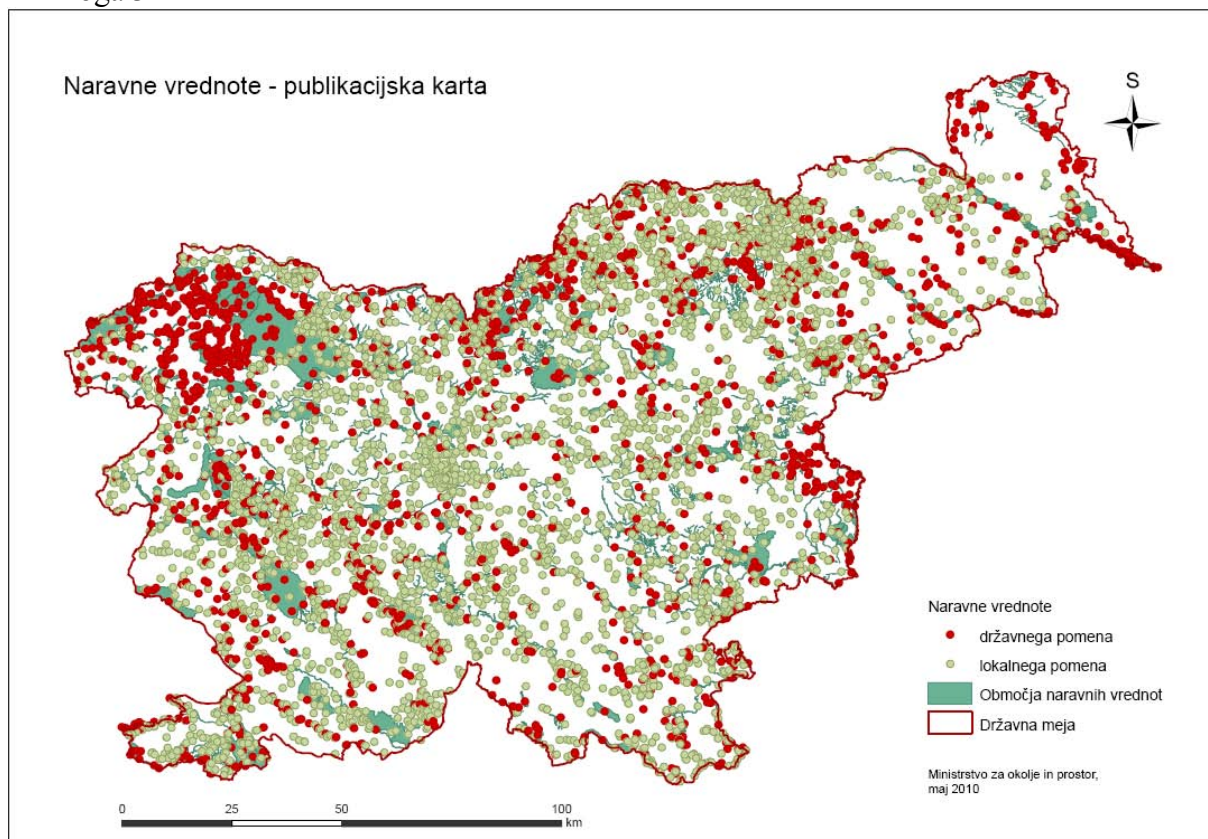 Naravne vrednote - publikacijska karta
S
Naravne vrednote
državnega pomena
lokalnega pomena
Območja naravnih vrednot
Državna meja
Ministrstvo za okolje in prostor,
maj 2010
0 25 50 100
km